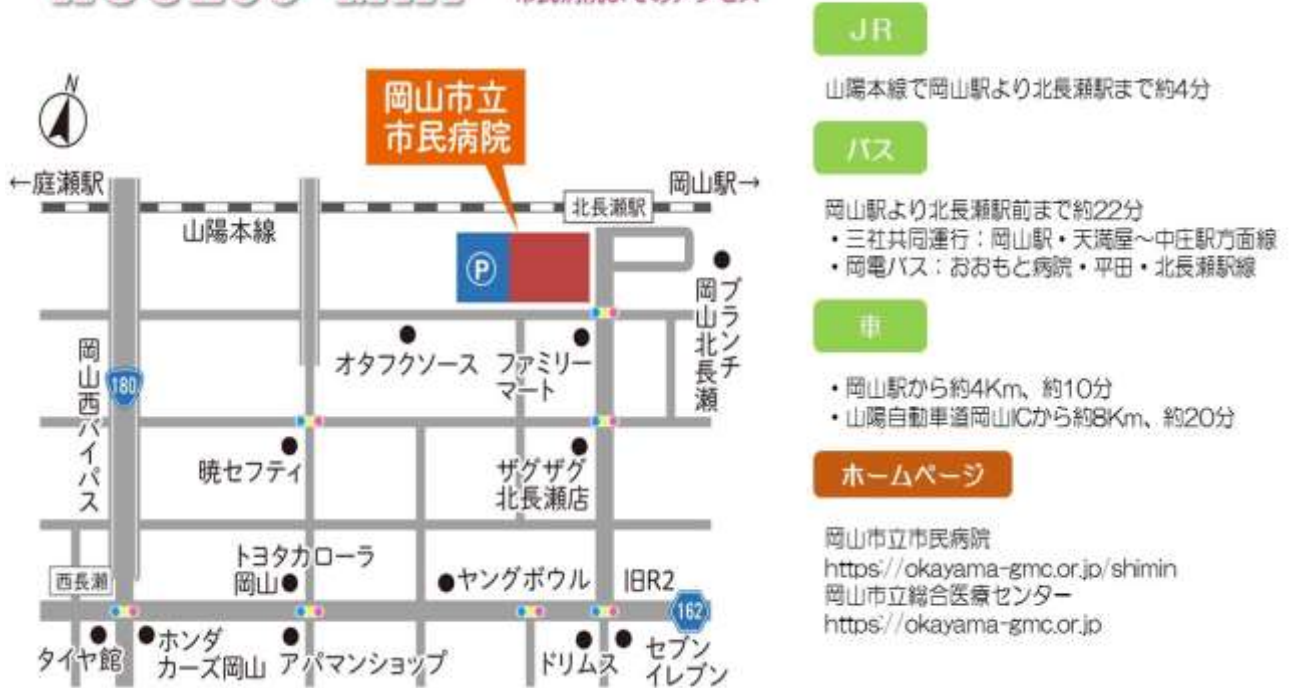 JR
山陽本線で岡山駅より北長瀬駅まで約4分
バス
岡山駅より北長瀬駅前まで約22分
・三社共同運行：岡山駅・天満屋～中庄駅方面線
・岡電バス：おおもと病院・平田・北長瀬駅線
車
・岡山駅から約4Km、約10分
・山陽自動車道岡山ICから約8Km、約20分
ホームページ
岡山市立市民病院
https://okayama-gmc.or.jp/shimin
岡山市立総合医療センター
https://okayama-gmc.or.jp
N
岡山市立
市民病院
←庭瀬駅
岡山駅→
北長瀬駅
山陽本線
P
ブランチ
岡山北長瀬
オタフクソース
ファミリー
マート
岡山西バイパス
180
暁セフティ
ザグザグ
北長瀬店
トヨタカローラ
岡山
ヤングボウル
旧R2
西長瀬
162
タイヤ館
ホンダ
カーズ岡山
アパマンショップ
ドリムス
セブン
イレブン